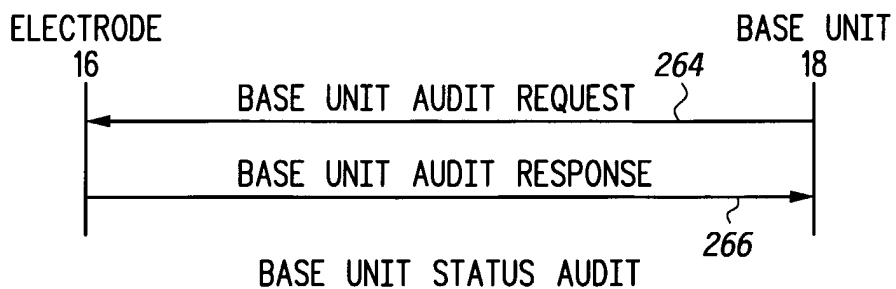 ELECTRODE
16
BASE UNIT
18
264
BASE UNIT AUDIT REQUEST
BASE UNIT AUDIT RESPONSE
266
BASE UNIT STATUS AUDIT